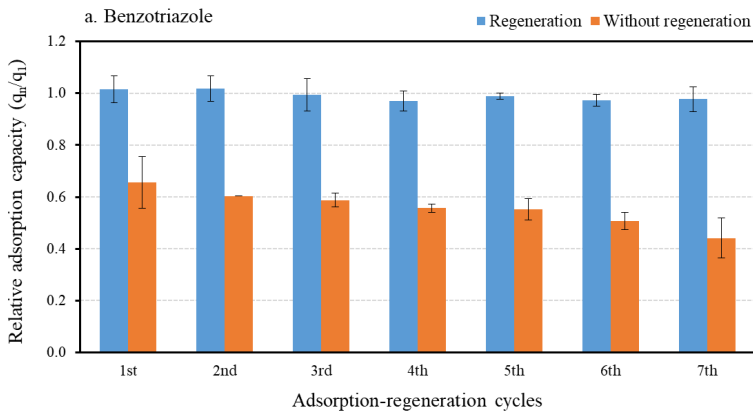 a. Benzotriazole
Regeneration
Without regeneration
Relative adsorption capacity (qn/q1)
1.2
1.0
0.8
0.6
0.4
0.2
0.0
1st 2nd 3rd 4th 5th 6th 7th
Adsorption-regeneration cycles